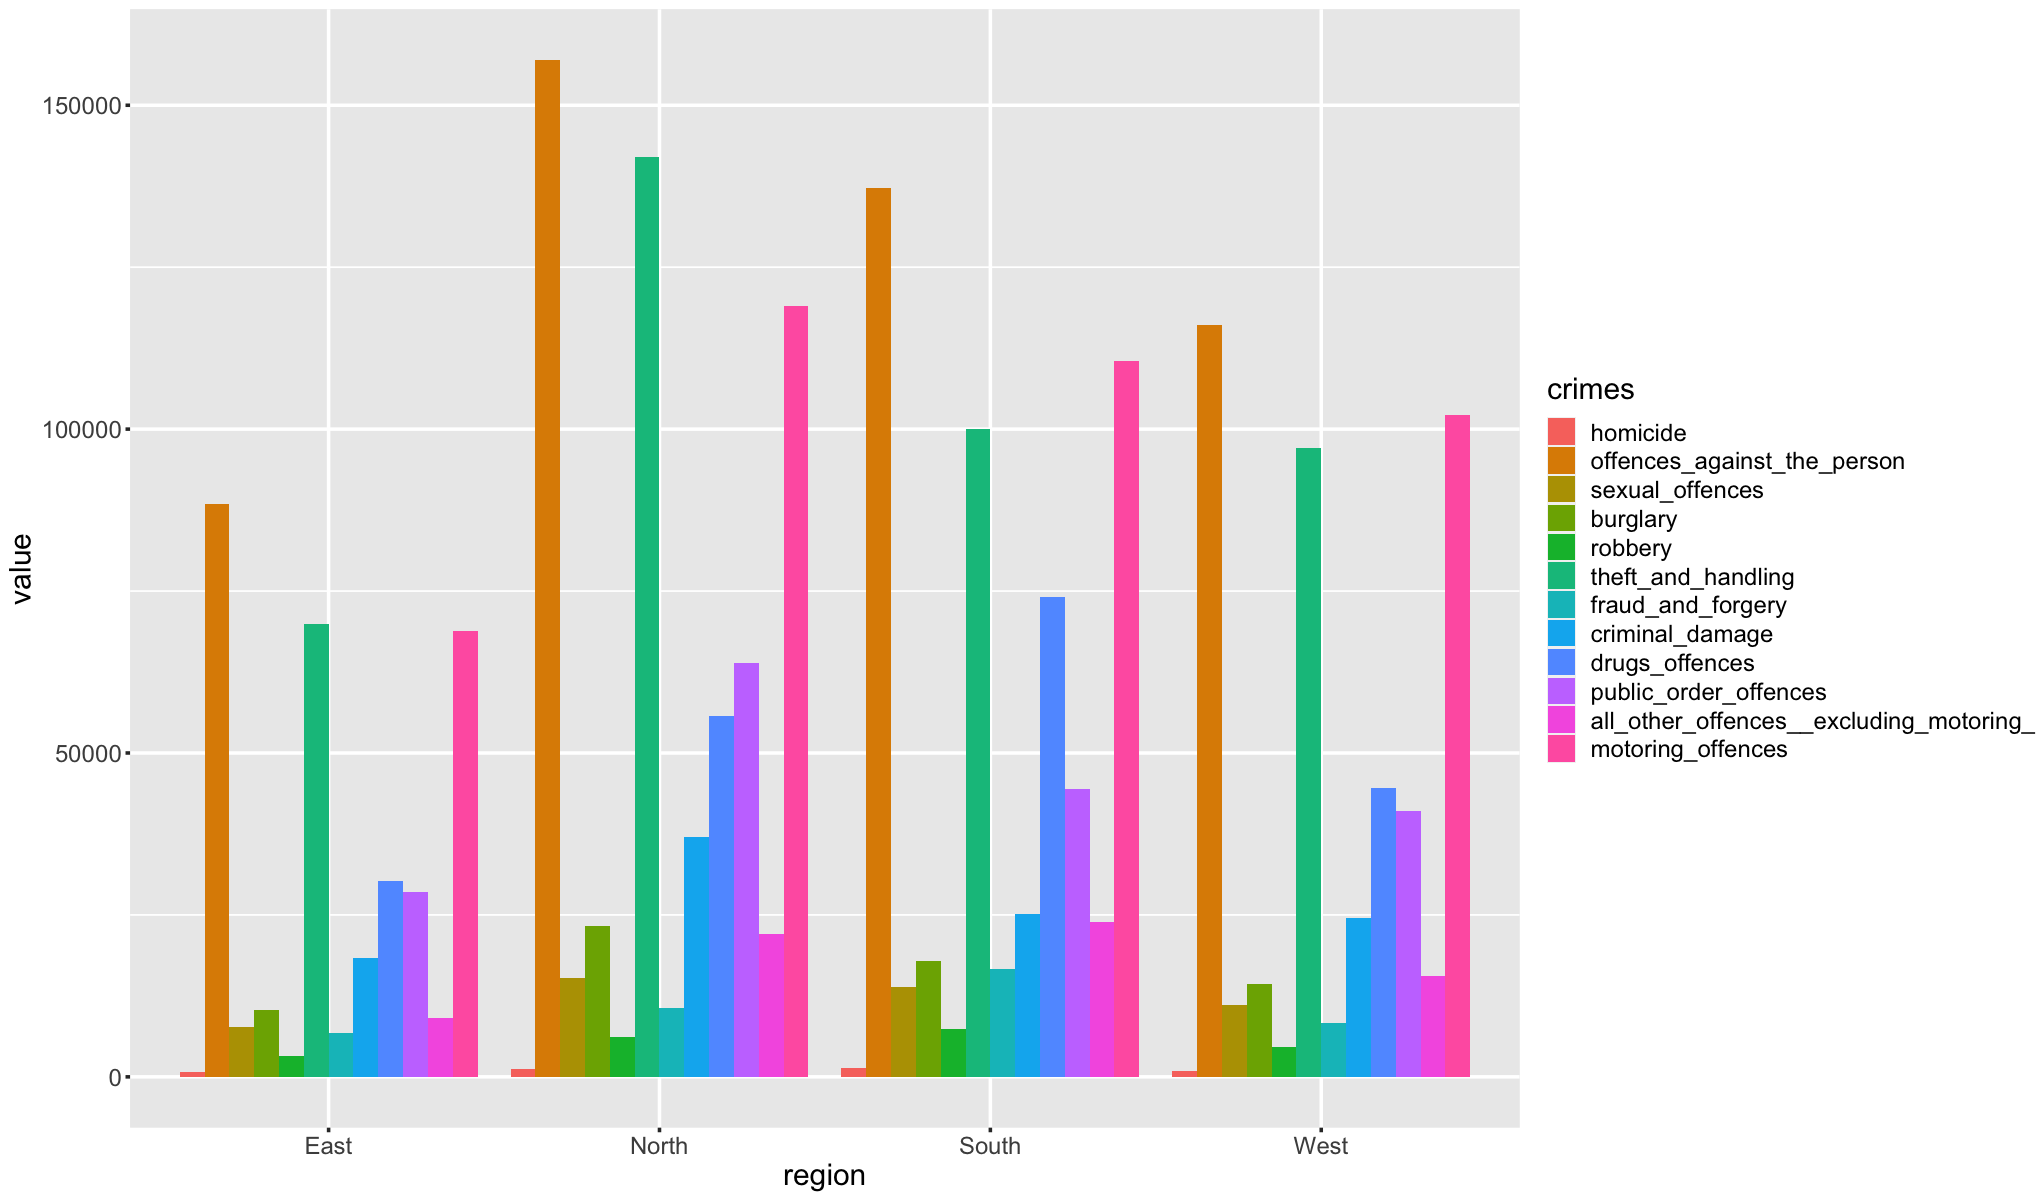 150000
100000
50000
0
value
East North South West
region
crimes
homicide
offences_against_the_person
sexual_offences
burglary
robbery
theft_and_handling
fraud_and_forgery
criminal_damage
drugs_offences
public_order_offences
all_other_offences__excluding_motoring_
motoring_offences